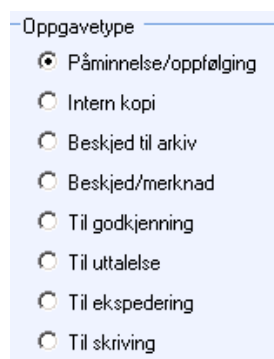 Oppgavetype
Påminnelse/oppfølging
Intern kopi
Beskjed til arkiv
Beskjed/merknad
Til godkjenning
Til uttalelse
Til ekspedering
Til skriving